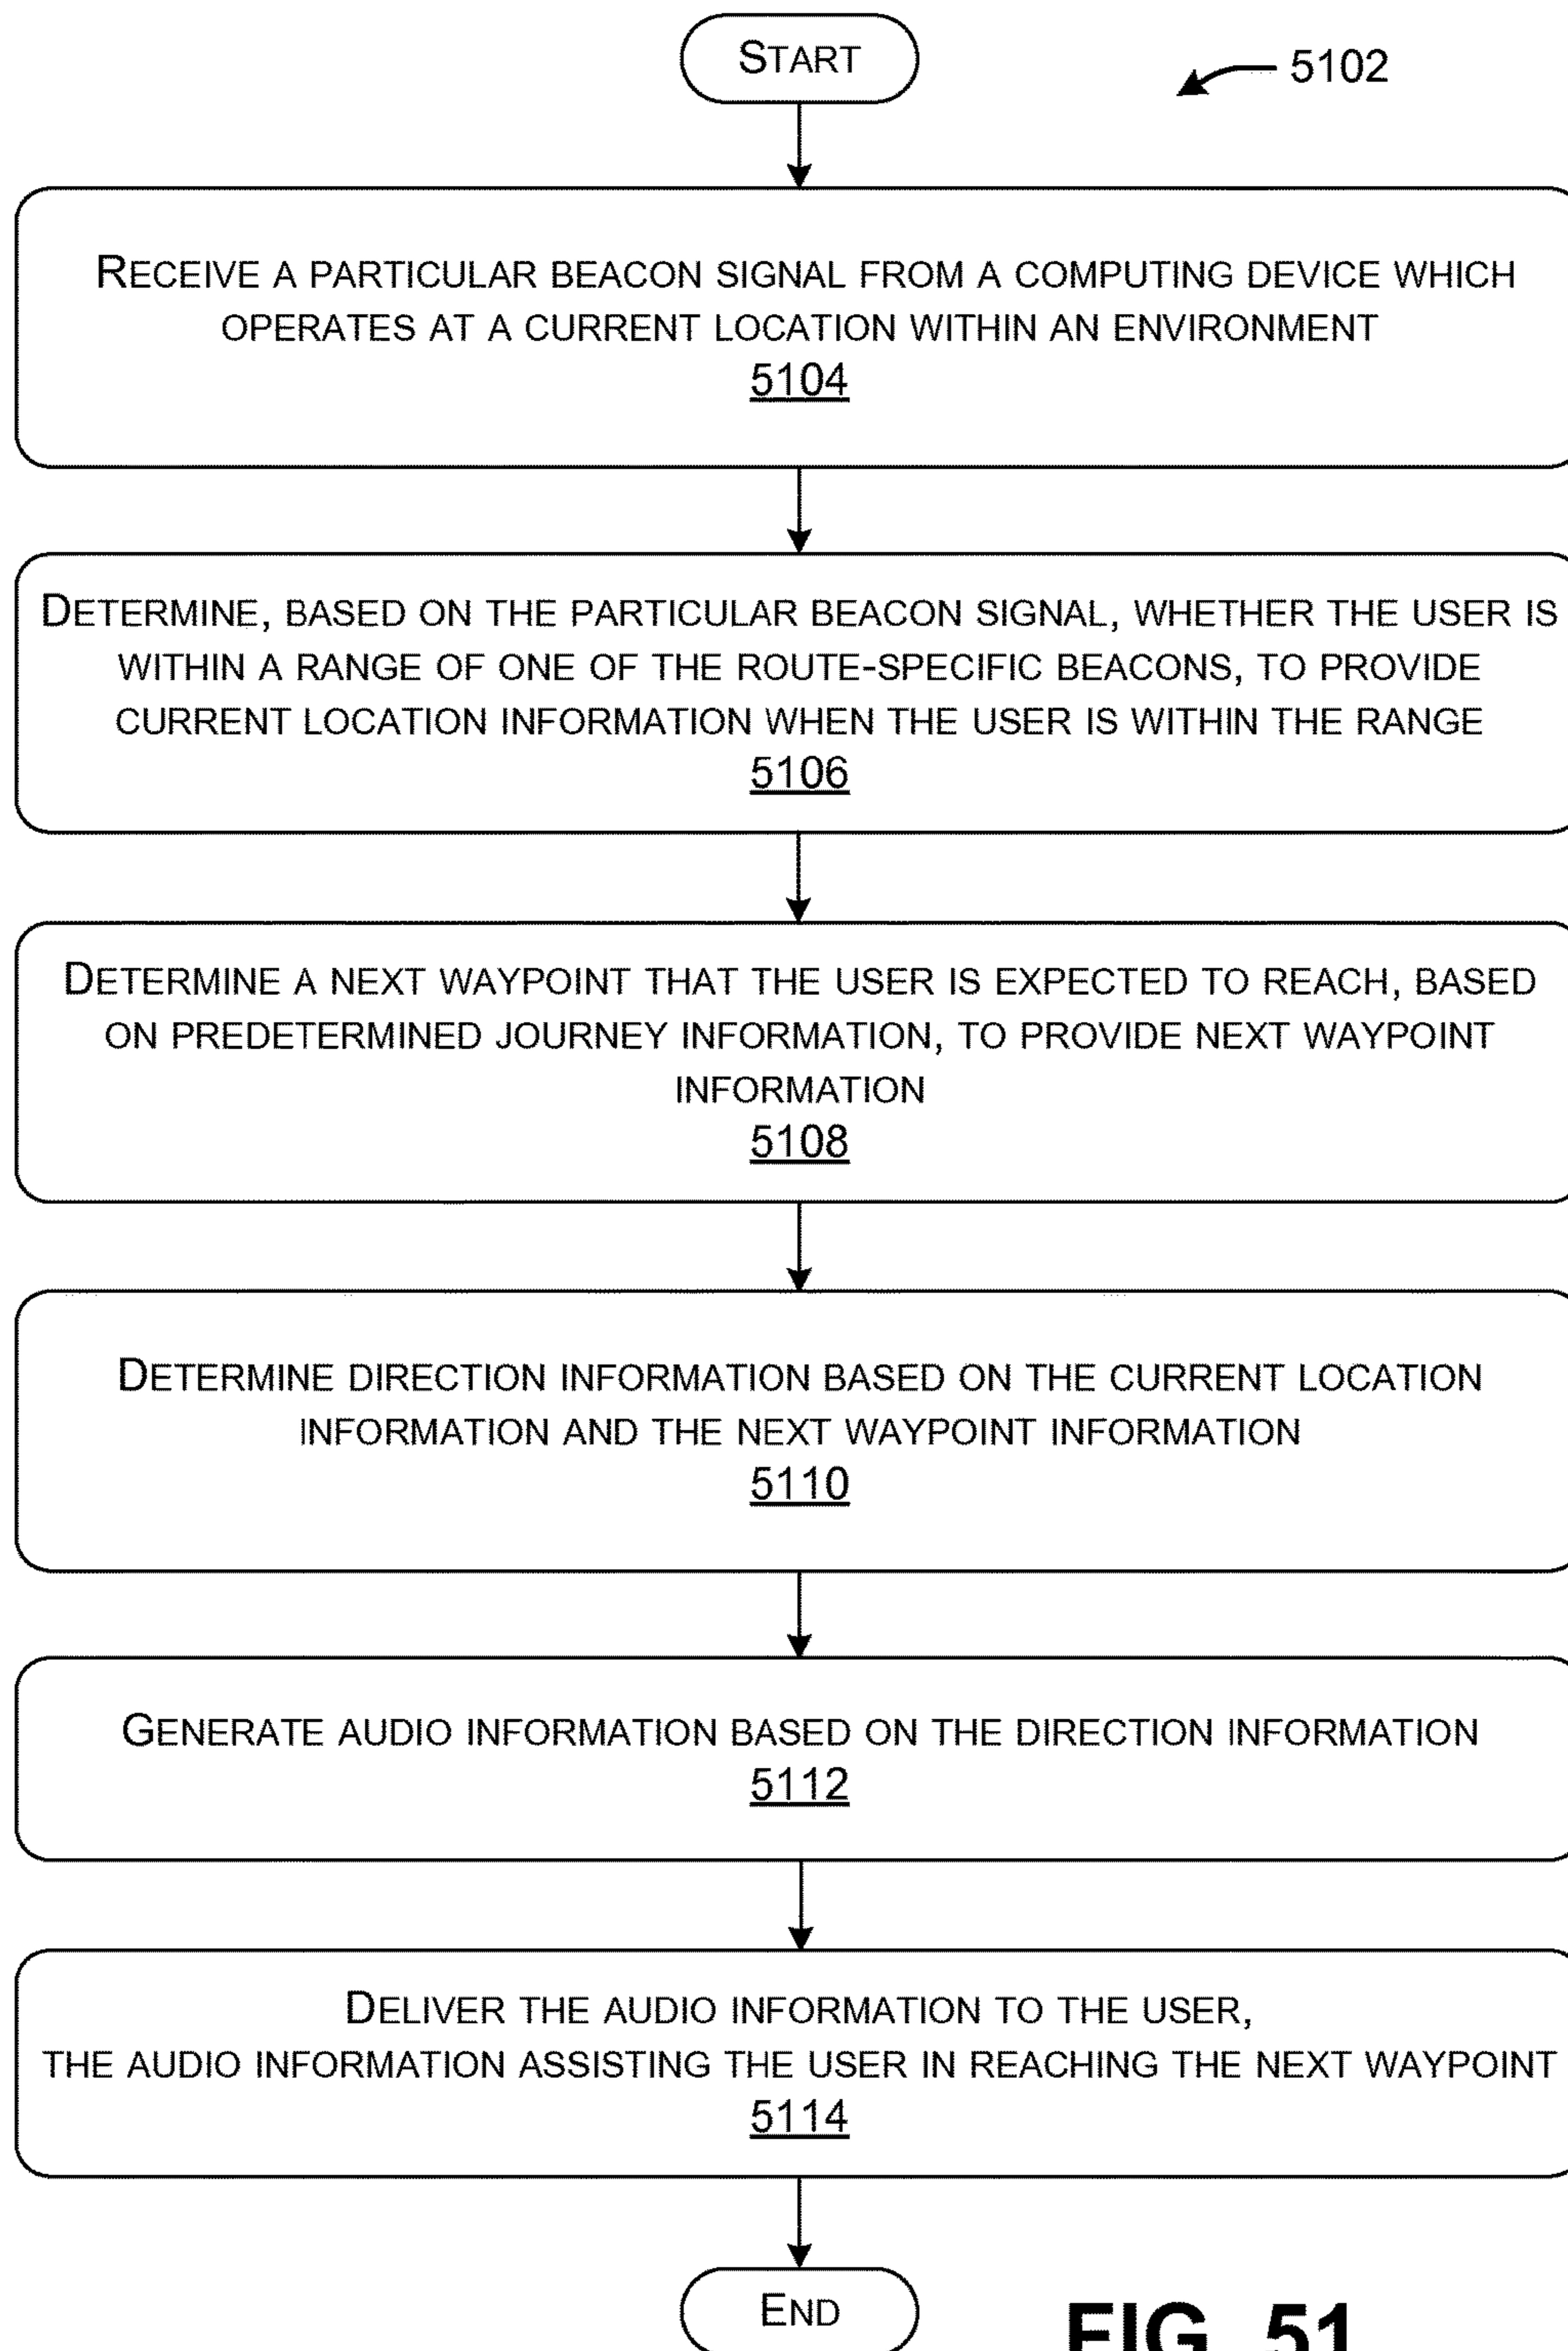 START
5102
RECEIVE A PARTICULAR BEACON SIGNAL FROM A COMPUTING DEVICE WHICH
OPERATES AT A CURRENT LOCATION WITHIN AN ENVIRONMENT
5104
DETERMINE, BASED ON THE PARTICULAR BEACON SIGNAL, WHETHER THE USER IS
WITHIN A RANGE OF ONE OF THE ROUTE-SPECIFIC BEACONS, TO PROVIDE
CURRENT LOCATION INFORMATION WHEN THE USER IS WITHIN THE RANGE
5106
DETERMINE A NEXT WAYPOINT THAT THE USER IS EXPECTED TO REACH, BASED
ON PREDETERMINED JOURNEY INFORMATION, TO PROVIDE NEXT WAYPOINT
INFORMATION
5108
DETERMINE DIRECTION INFORMATION BASED ON THE CURRENT LOCATION
INFORMATION AND THE NEXT WAYPOINT INFORMATION
5110
GENERATE AUDIO INFORMATION BASED ON THE DIRECTION INFORMATION
5112
DELIVER THE AUDIO INFORMATION TO THE USER,
THE AUDIO INFORMATION ASSISTING THE USER IN REACHING THE NEXT WAYPOINT
5114
END
FIG. 51